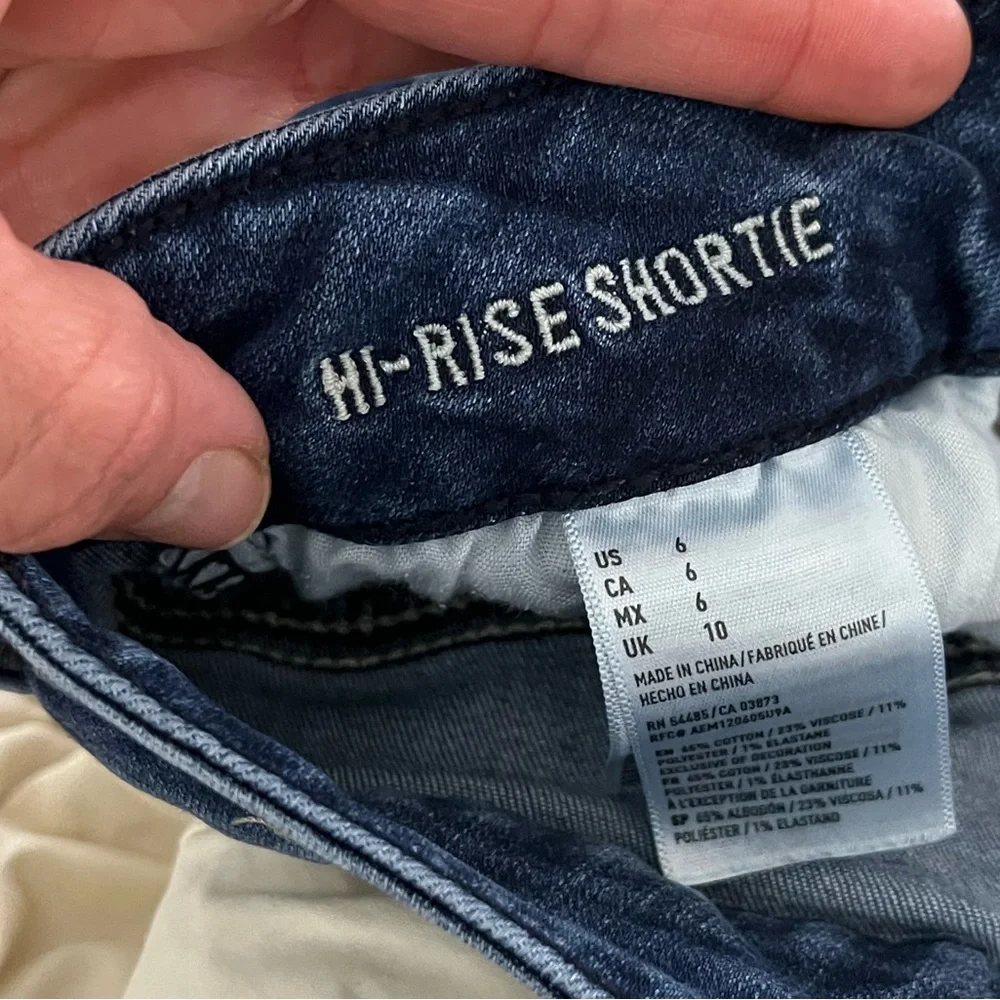 HI-RISE SHORTIE
US 6
CA 6
MX 6
UK 10
MADE IN CHINA/FABRIQUÉ EN CHINE/
HECHO EN CHINA
RN 54485/CA 03873
RFC# AEM120605U9A
EN 65% COTTON / 23% VISCOSE / 11%
POLYESTER / 1% ELASTANE
EXCLUSIVE OF DECORATION
FR 65% COTON / 23% VISCOSE / 11%
POLYESTER / 1% ÉLASTHANNE
À L'EXCEPTION DE LA GARNITURE
SP 65% ALGODÓN / 23% VISCOSA / 11%
POLIÉSTER / 1% ELASTANO